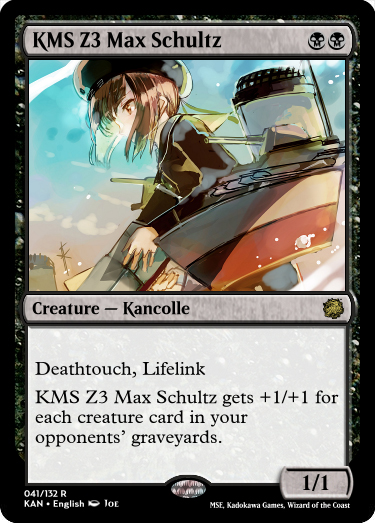 KMS Z3 Max Schultz
Creature — Kancolle
Deathtouch, Lifelink
KMS Z3 Max Schultz gets +1/+1 for
each creature card in your
opponents' graveyards.
1/1
041/132 R
KAN • English JOE
MSE, Kadokawa Games, Wizard of the Coast